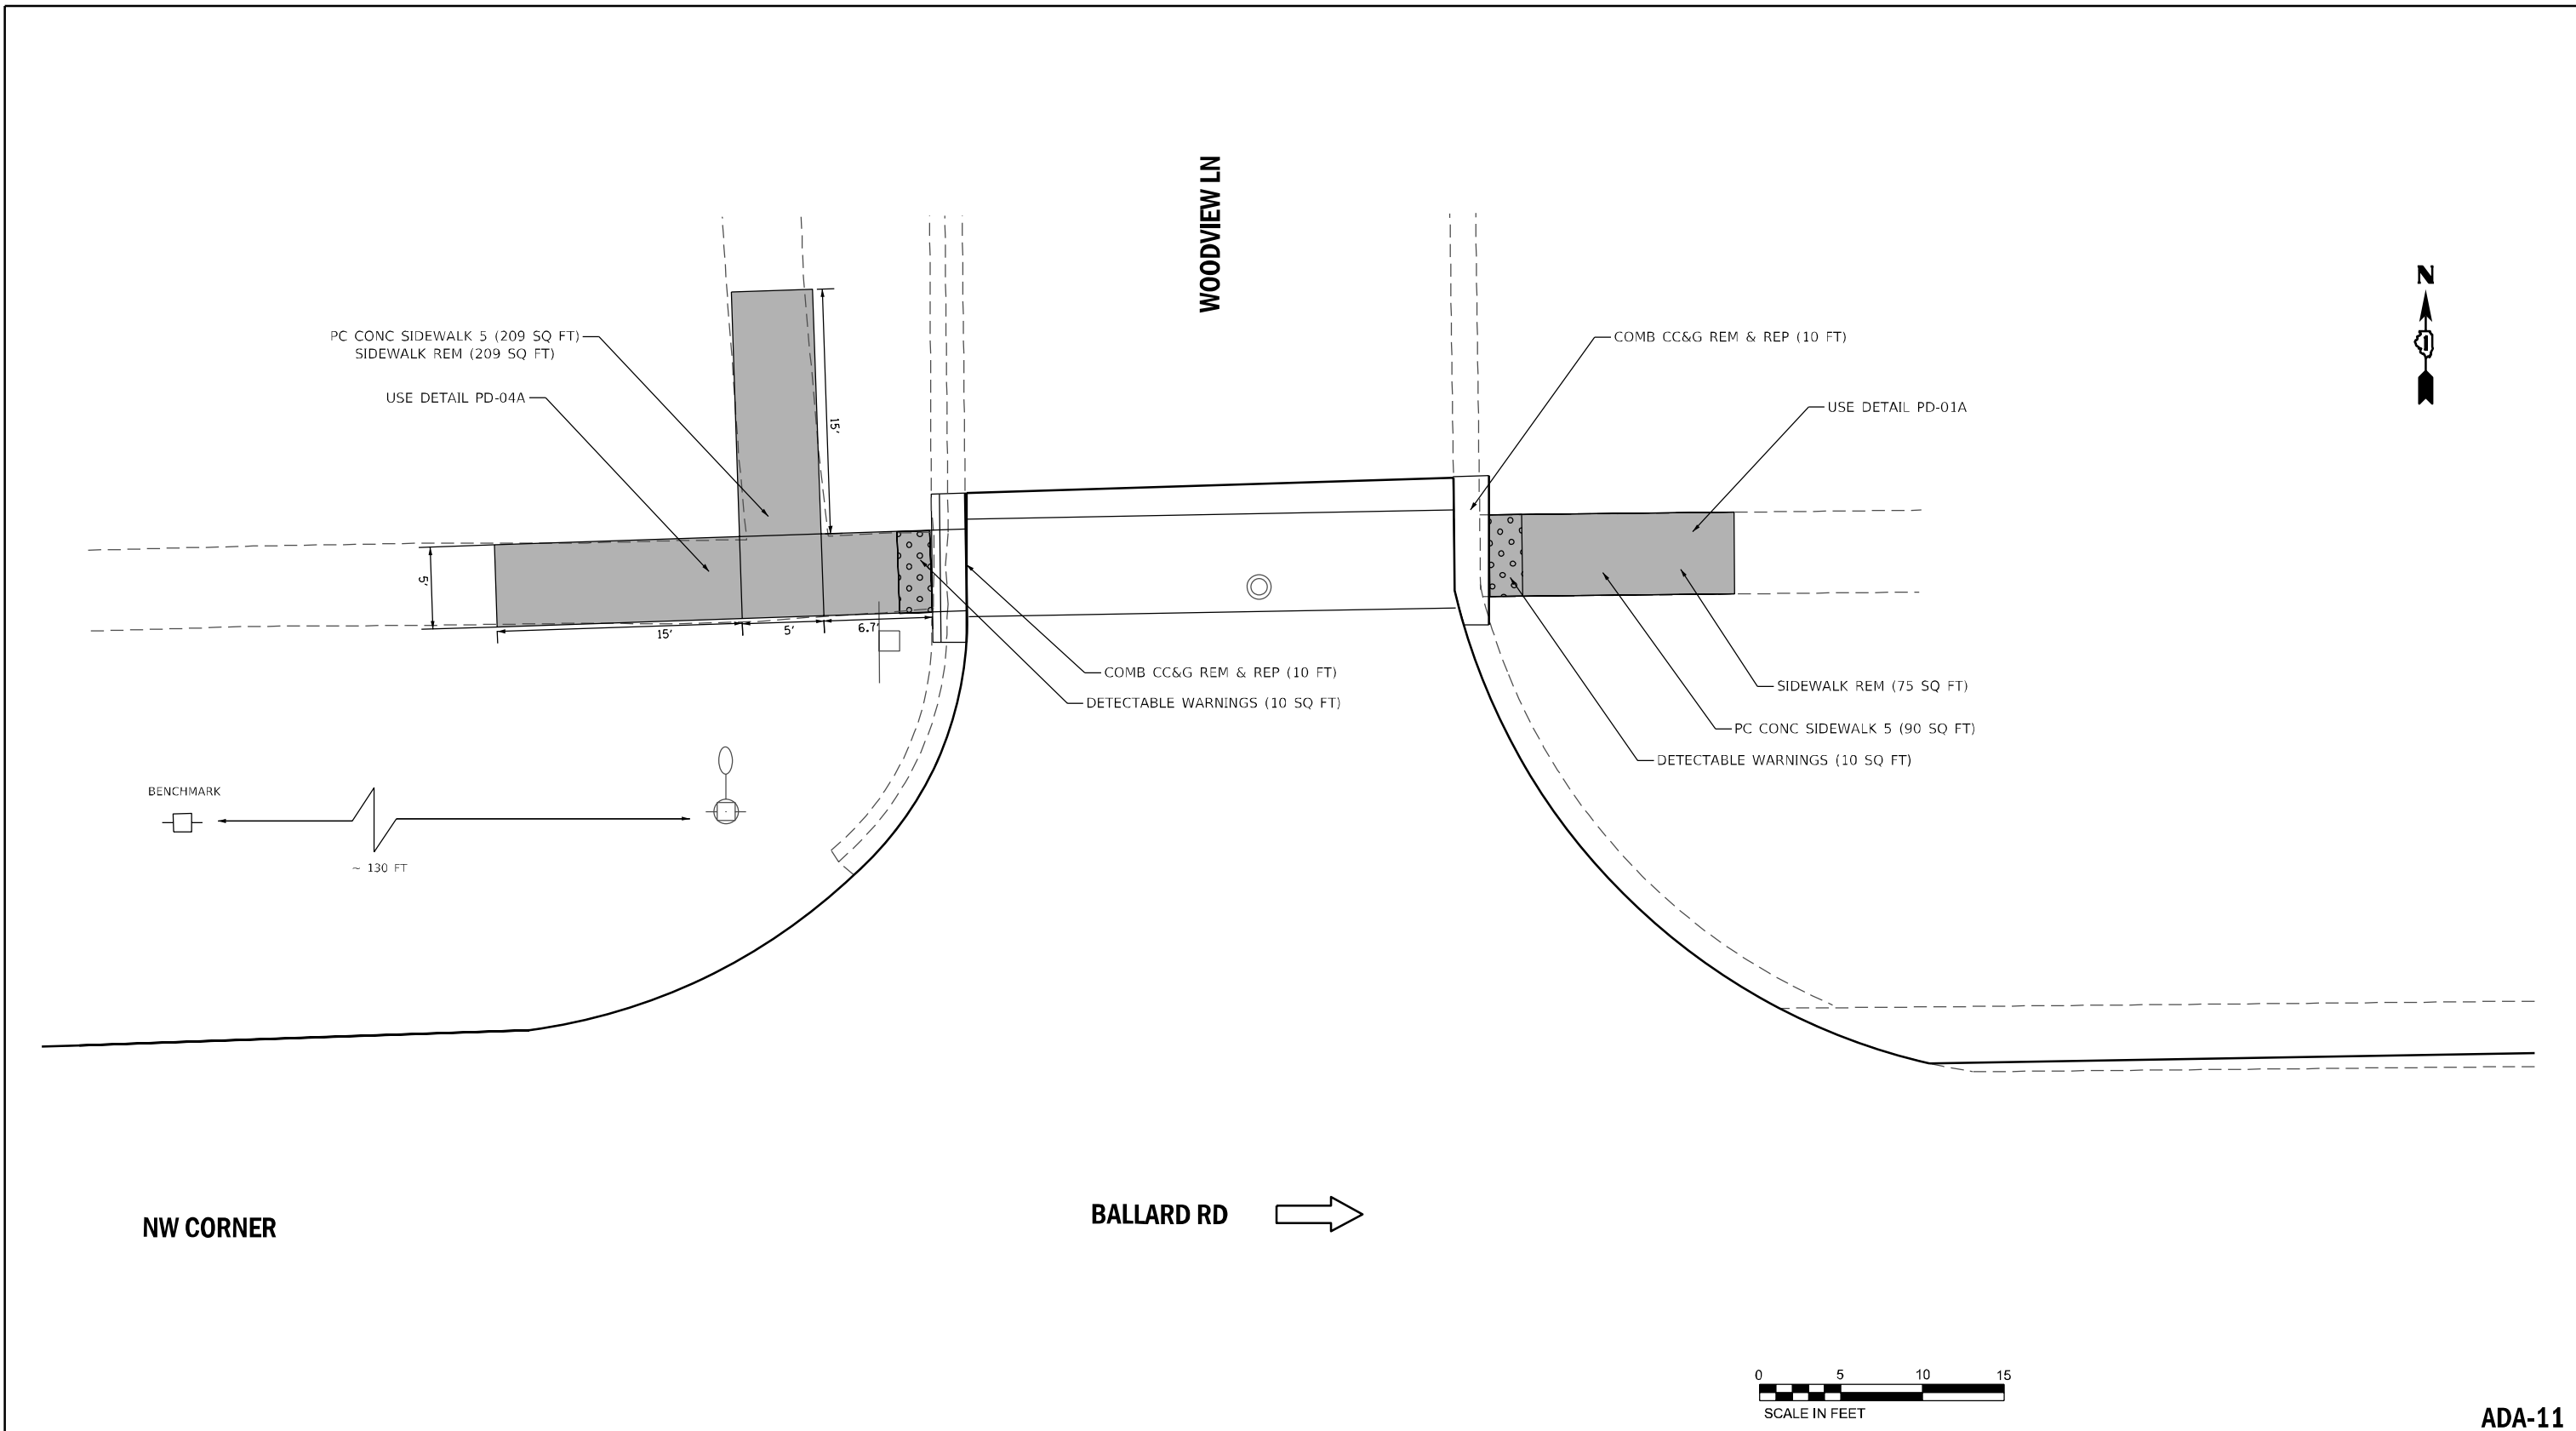 WOODVIEW LN
N
1
PC CONC SIDEWALK 5 (209 SQ FT)
SIDEWALK REM (209 SQ FT)
USE DETAIL PD-04A
COMB CC&G REM & REP (10 FT)
USE DETAIL PD-01A
15'
5'
15'
5'
6.7'
COMB CC&G REM & REP (10 FT)
DETECTABLE WARNINGS (10 SQ FT)
SIDEWALK REM (75 SQ FT)
PC CONC SIDEWALK 5 (90 SQ FT)
DETECTABLE WARNINGS (10 SQ FT)
BENCHMARK
~ 130 FT
NW CORNER
BALLARD RD
0 5 10 15
SCALE IN FEET
ADA-11